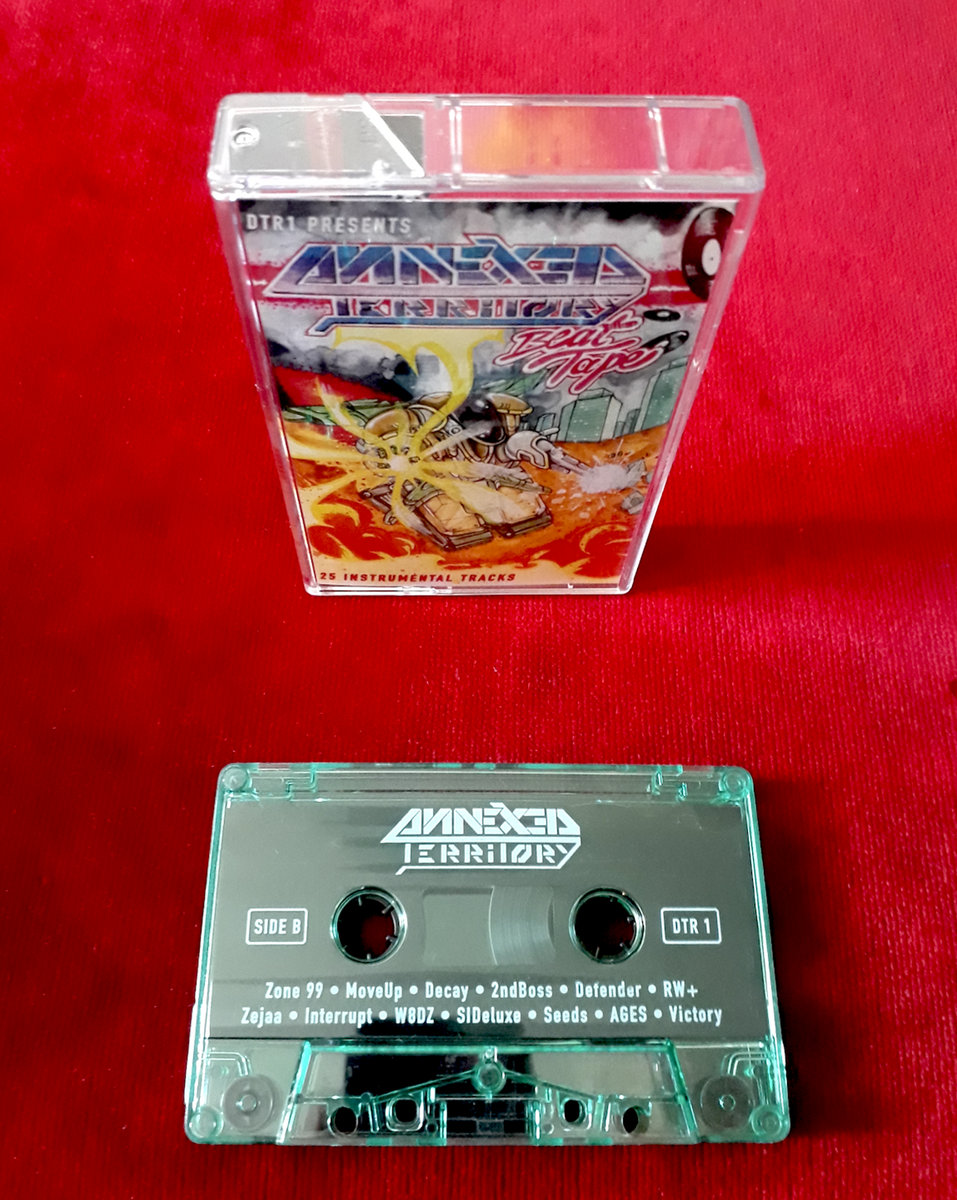 DTR1 PRESENTS
ANNEXED
TERRITORY
the
Beat
Tape
25 INSTRUMENTAL TRACKS
ANNEXED
TERRITORY
SIDE B
DTR 1
Zone 99 • MoveUp • Decay • 2ndBoss • Defender • RW+
Zejaa • Interrupt • W8DZ • SIDeluxe • Seeds • AGES • Victory